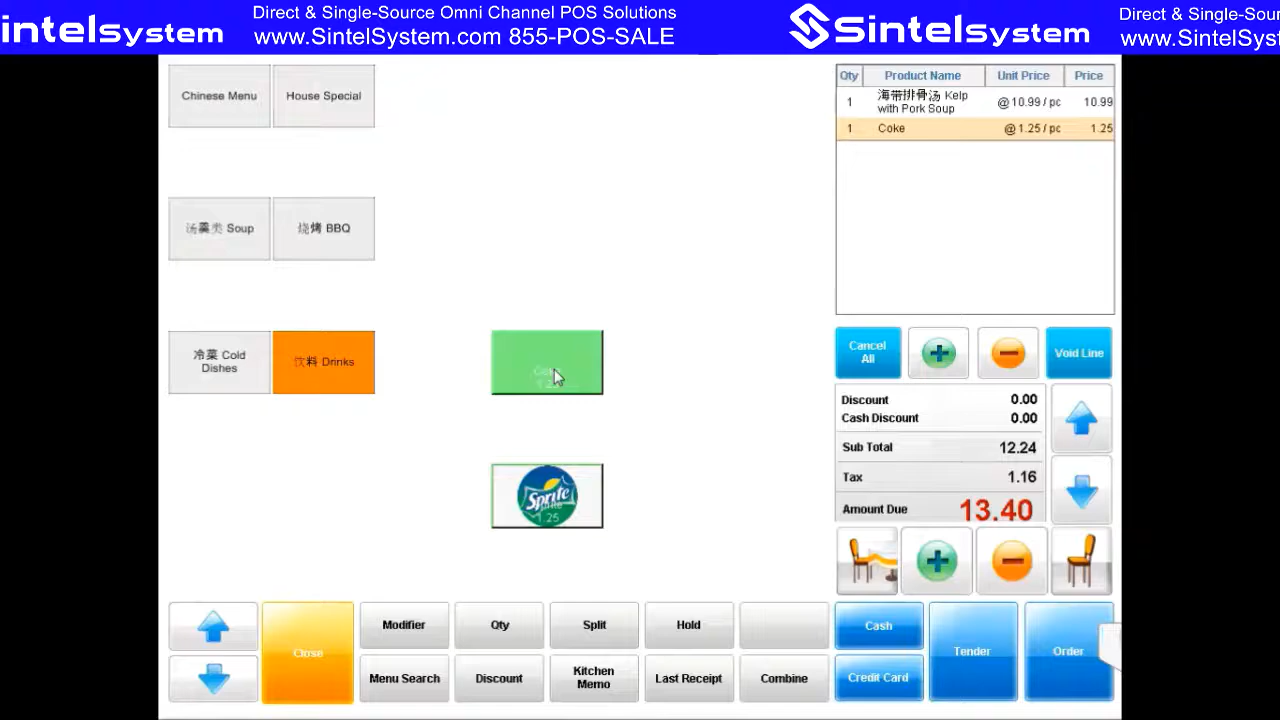 Direct & Single-Source Omni Channel POS Solutions
www.SintelSystem.com 855-POS-SALE
intelsystem
Sintelsystem
Direct & Single-Sou
www.SintelSyst
Chinese Menu
House Special
汤羹类 Soup
烧烤 BBQ
冷菜 Cold
Dishes
饮料 Drinks
1.25
Sprite
1.25
Qty Product Name Unit Price Price
1 海带排骨汤 Kelp with Pork Soup @ 10.99 / pc 10.99
1 Coke @ 1.25 / pc 1.25
Cancel
All
Void Line
Discount 0.00
Cash Discount 0.00
Sub Total 12.24
Tax 1.16
Amount Due 13.40
Close
Modifier
Qty
Split
Hold
Menu Search
Discount
Kitchen
Memo
Last Receipt
Combine
Cash
Credit Card
Tender
Order